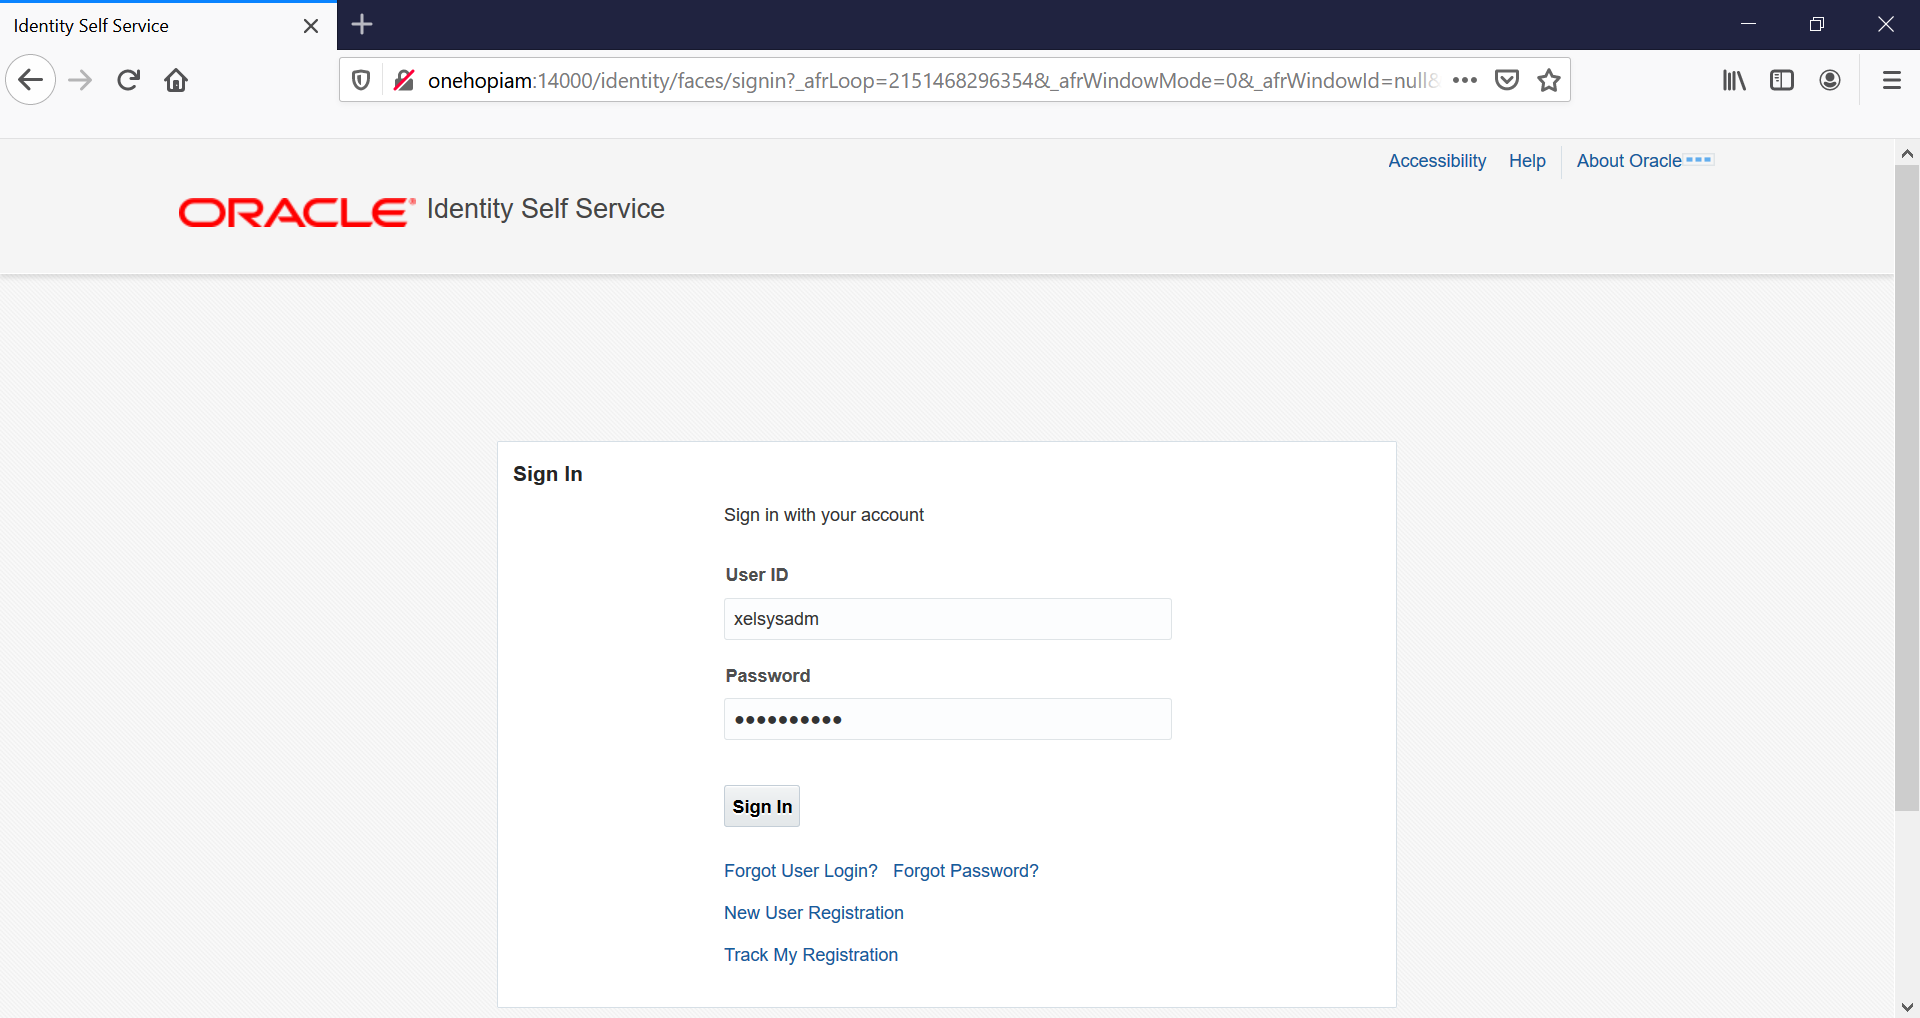 Identity Self Service
onehopiam:14000/identity/faces/signin?_afrLoop=2151468296354&_afrWindowMode=0&_afrWindowId=null&
Accessibility Help About Oracle
ORACLE Identity Self Service
Sign In
Sign in with your account
User ID
xelsysadm
Password
Sign In
Forgot User Login? Forgot Password?
New User Registration
Track My Registration